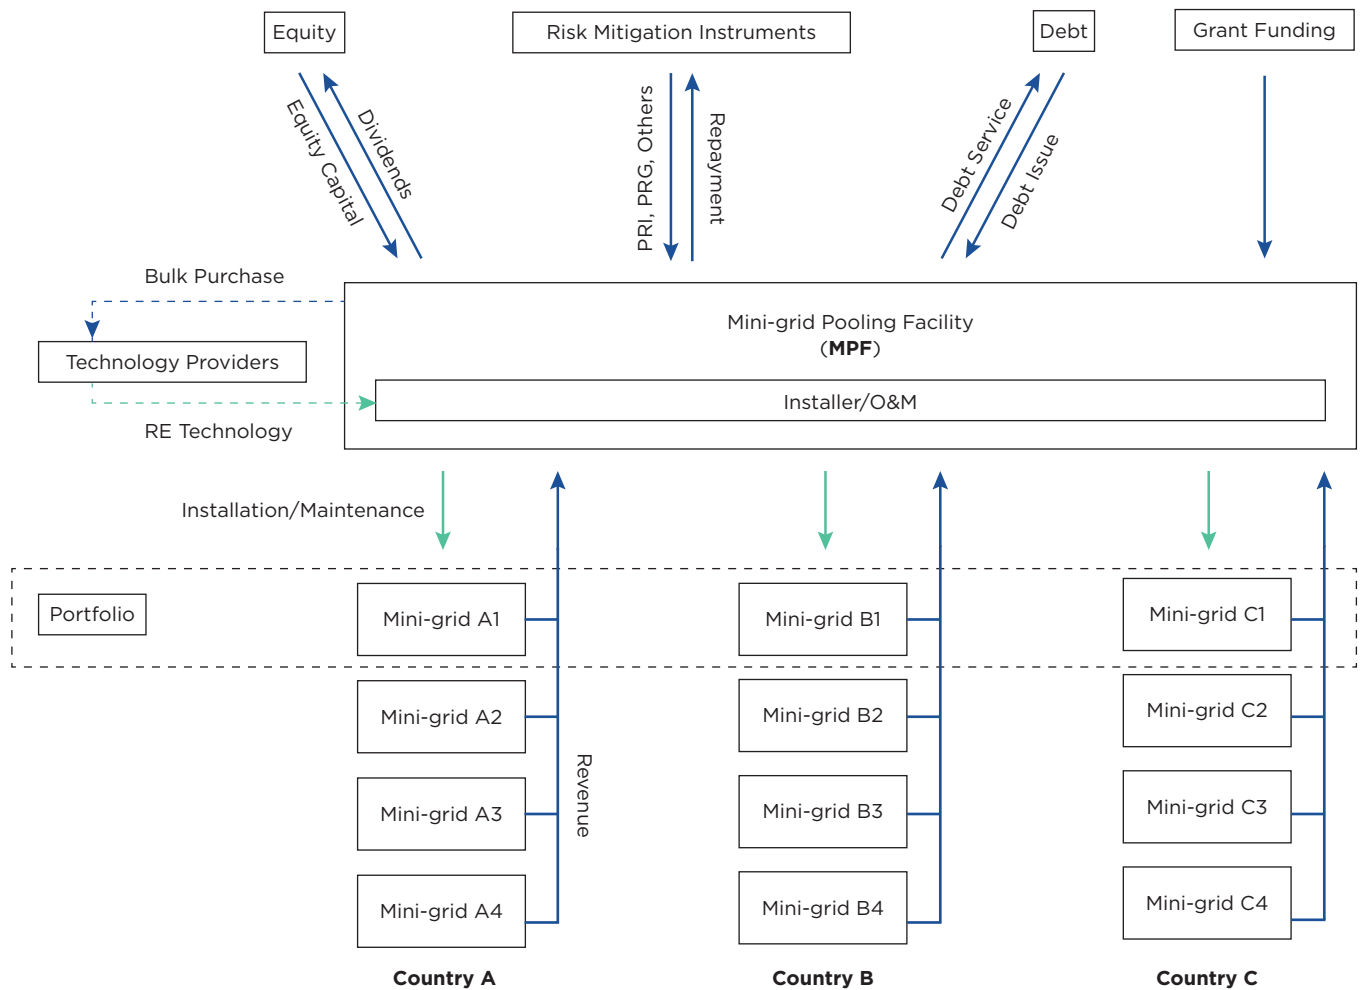 Equity
Risk Mitigation Instruments
Debt
Grant Funding
Equity Capital
Dividends
PRI, PRG, Others
Repayment
Debt Service
Debt Issue
Bulk Purchase
Technology Providers
RE Technology
Mini-grid Pooling Facility
(MPF)
Installer/O&M
Installation/Maintenance
Portfolio
Mini-grid A1
Mini-grid B1
Mini-grid C1
Mini-grid A2
Mini-grid B2
Mini-grid C2
Revenue
Mini-grid A3
Mini-grid B3
Mini-grid C3
Mini-grid A4
Mini-grid B4
Mini-grid C4
Country A
Country B
Country C